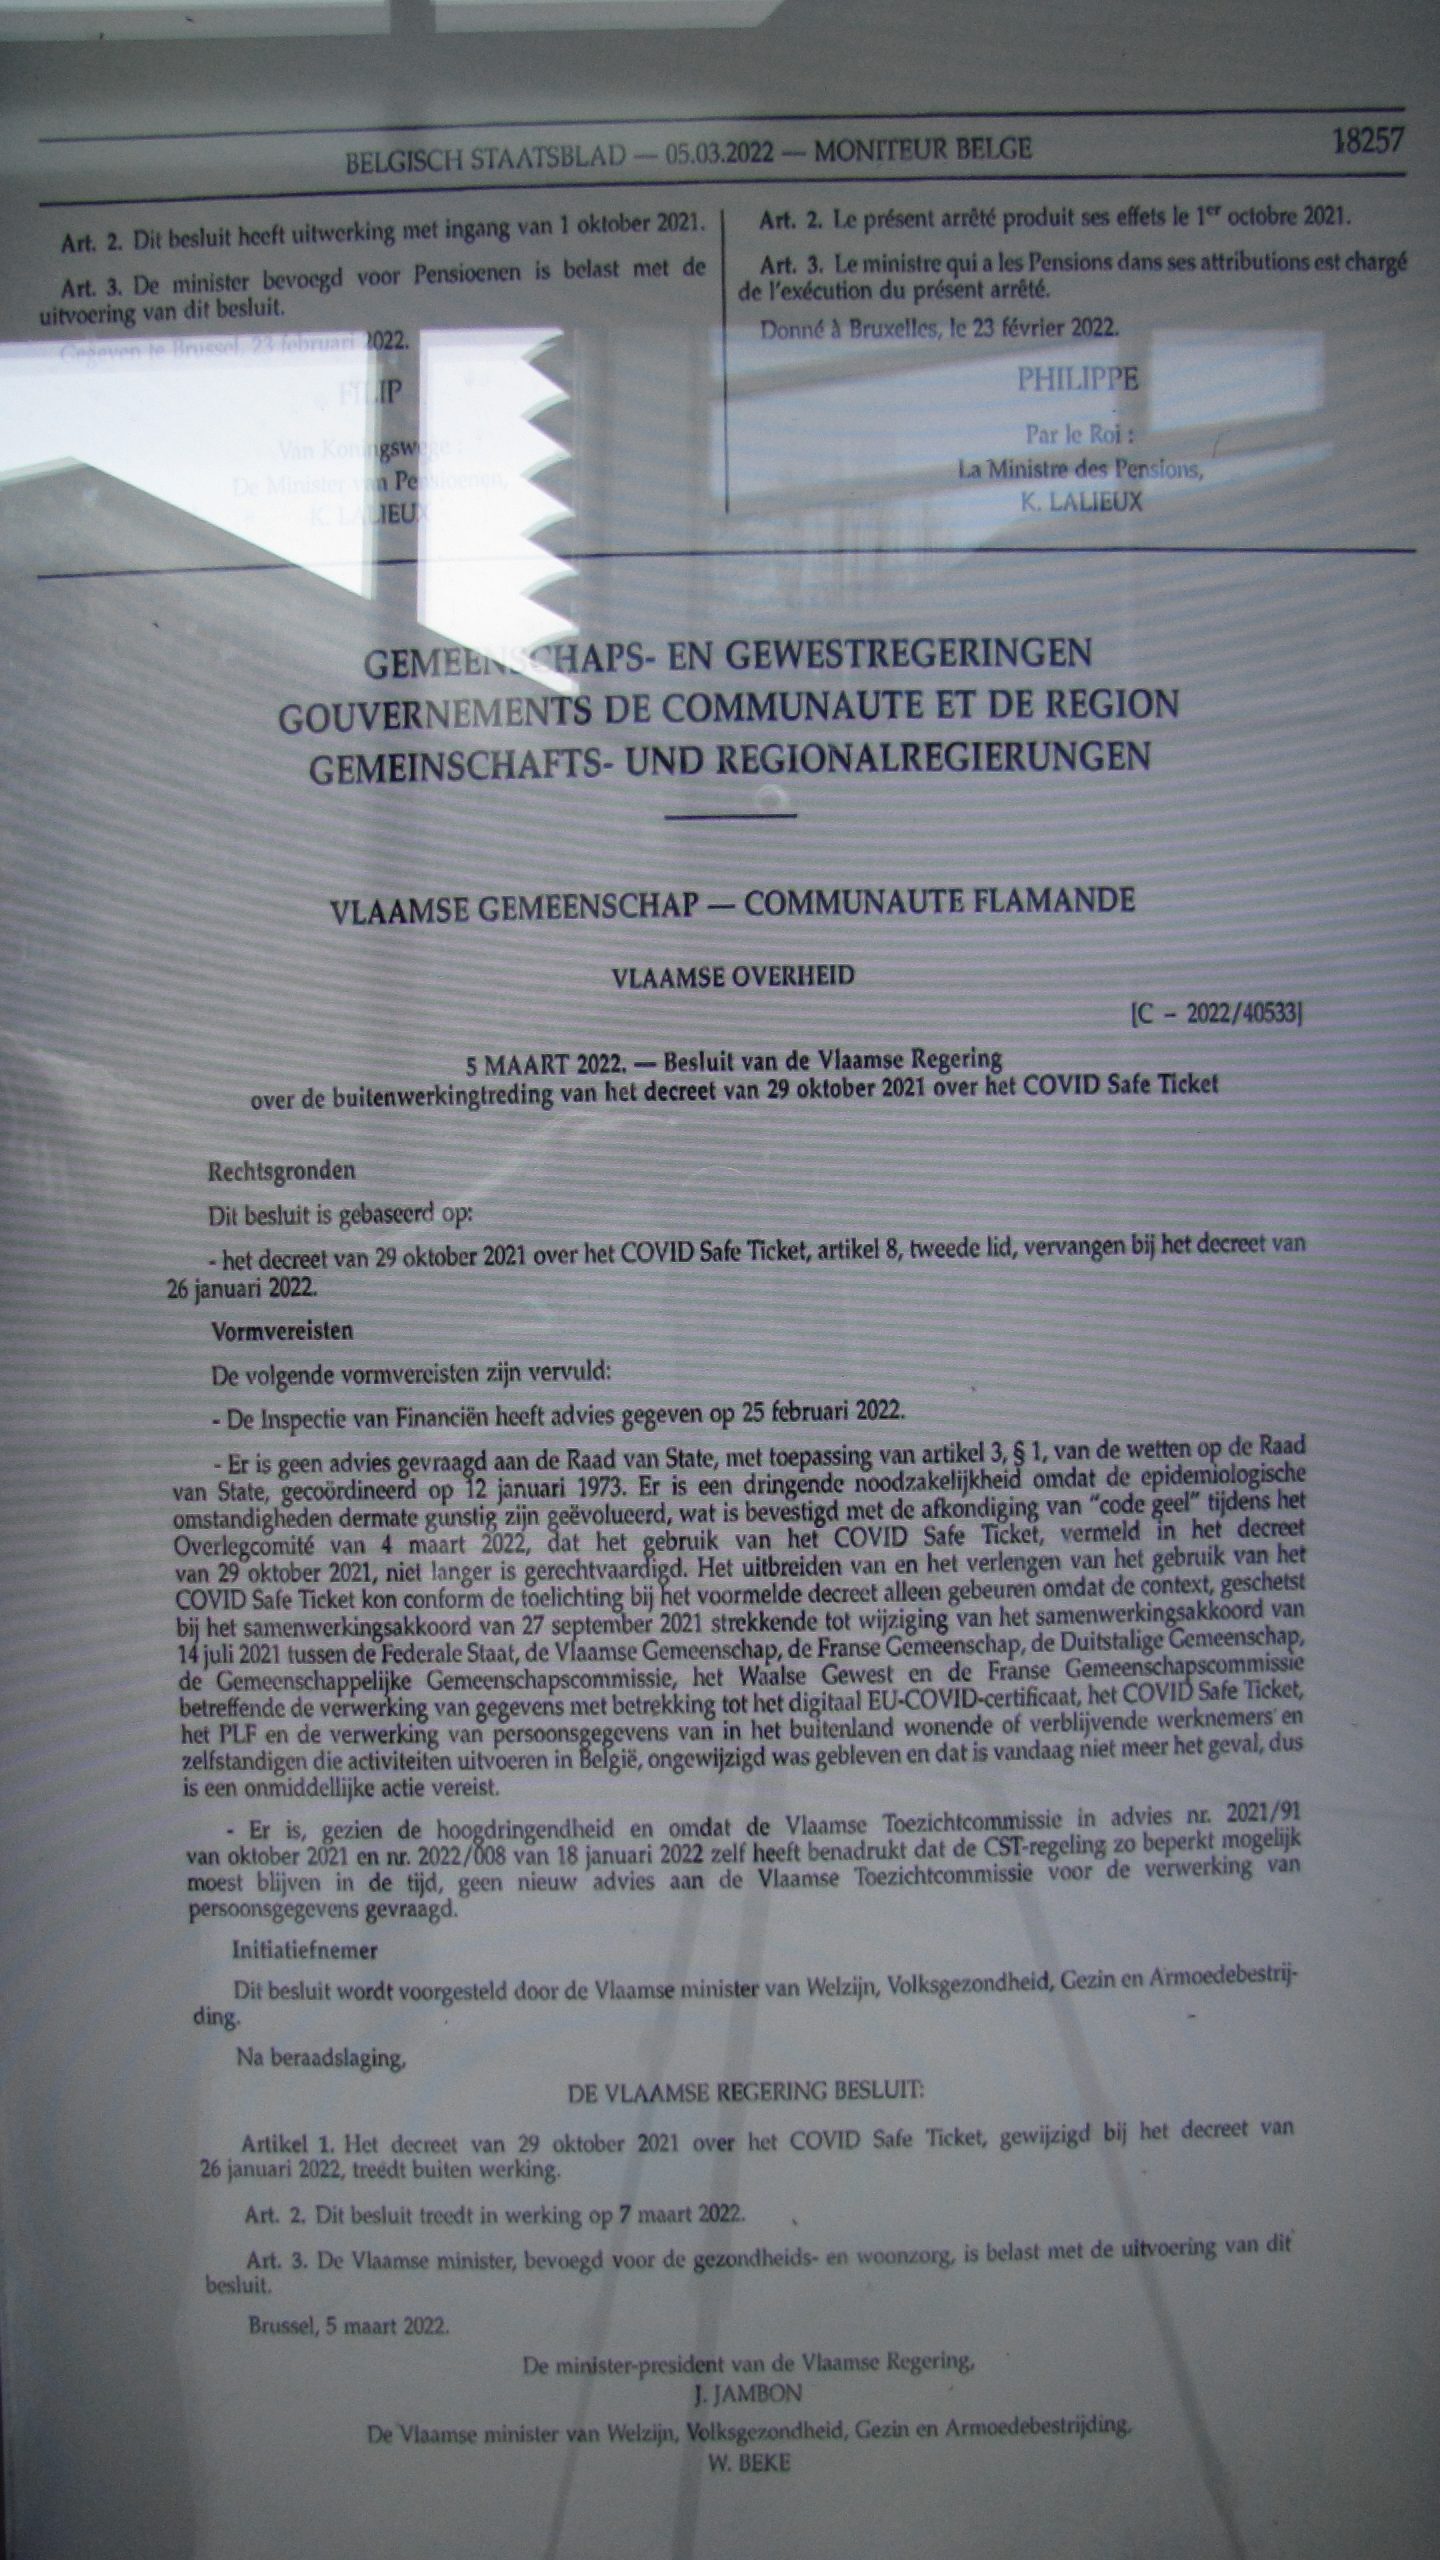 BELGISCH STAATSBLAD — 05.03.2022 — MONITEUR BELGE
18257
Art. 2. Dit besluit heeft uitwerking met ingang van 1 oktober 2021.
Art. 3. De minister bevoegd voor Pensioenen is belast met de
uitvoering van dit besluit.
Gegeven te Brussel, 23 februari 2022.
FILIP
Van Koningswege :
De Minister van Pensioenen,
K. LALIEUX
Art. 2. Le présent arrêté produit ses effets le 1er octobre 2021.
Art. 3. Le ministre qui a les Pensions dans ses attributions est chargé
de l'exécution du présent arrêté.
Donné à Bruxelles, le 23 février 2022.
PHILIPPE
Par le Roi :
La Ministre des Pensions,
K. LALIEUX
GEMEENSCHAPS- EN GEWESTREGERINGEN
GOUVERNEMENTS DE COMMUNAUTE ET DE REGION
GEMEINSCHAFTS- UND REGIONALREGIERUNGEN
VLAAMSE GEMEENSCHAP — COMMUNAUTE FLAMANDE
VLAAMSE OVERHEID
[C – 2022/40533]
5 MAART 2022. — Besluit van de Vlaamse Regering
over de buitenwerkingtreding van het decreet van 29 oktober 2021 over het COVID Safe Ticket
Rechtsgronden
Dit besluit is gebaseerd op:
- het decreet van 29 oktober 2021 over het COVID Safe Ticket, artikel 8, tweede lid, vervangen bij het decreet van
26 januari 2022.
Vormvereisten
De volgende vormvereisten zijn vervuld:
- De Inspectie van Financiën heeft advies gegeven op 25 februari 2022.
- Er is geen advies gevraagd aan de Raad van State, met toepassing van artikel 3, § 1, van de wetten op de Raad
van State, gecoördineerd op 12 januari 1973. Er is een dringende noodzakelijkheid omdat de epidemiologische
omstandigheden dermate gunstig zijn geëvolueerd, wat is bevestigd met de afkondiging van "code geel" tijdens het
Overlegcomité van 4 maart 2022, dat het gebruik van het COVID Safe Ticket, vermeld in het decreet
van 29 oktober 2021, niet langer is gerechtvaardigd. Het uitbreiden van en het verlengen van het gebruik van het
COVID Safe Ticket kon conform de toelichting bij het voormelde decreet alleen gebeuren omdat de context, geschetst
bij het samenwerkingsakkoord van 27 september 2021 strekkende tot wijziging van het samenwerkingsakkoord van
14 juli 2021 tussen de Federale Staat, de Vlaamse Gemeenschap, de Franse Gemeenschap, de Duitstalige Gemeenschap,
de Gemeenschappelijke Gemeenschapscommissie, het Waalse Gewest en de Franse Gemeenschapscommissie
betreffende de verwerking van gegevens met betrekking tot het digitaal EU-COVID-certificaat, het COVID Safe Ticket,
het PLF en de verwerking van persoonsgegevens van in het buitenland wonende of verblijvende werknemers en
zelfstandigen die activiteiten uitvoeren in België, ongewijzigd was gebleven en dat is vandaag niet meer het geval, dus
is een onmiddellijke actie vereist.
- Er is, gezien de hoogdringendheid en omdat de Vlaamse Toezichtcommissie in advies nr. 2021/91
van oktober 2021 en nr. 2022/008 van 18 januari 2022 zelf heeft benadrukt dat de CST-regeling zo beperkt mogelijk
moest blijven in de tijd, geen nieuw advies aan de Vlaamse Toezichtcommissie voor de verwerking van
persoonsgegevens gevraagd.
Initiatiefnemer
Dit besluit wordt voorgesteld door de Vlaamse minister van Welzijn, Volksgezondheid, Gezin en Armoedebestrij-
ding.
Na beraadslaging,
DE VLAAMSE REGERING BESLUIT:
Artikel 1. Het decreet van 29 oktober 2021 over het COVID Safe Ticket, gewijzigd bij het decreet van
26 januari 2022, treedt buiten werking.
Art. 2. Dit besluit treedt in werking op 7 maart 2022.
Art. 3. De Vlaamse minister, bevoegd voor de gezondheids- en woonzorg, is belast met de uitvoering van dit
besluit.
Brussel, 5 maart 2022.
De minister-president van de Vlaamse Regering,
J. JAMBON
De Vlaamse minister van Welzijn, Volksgezondheid, Gezin en Armoedebestrijding,
W. BEKE